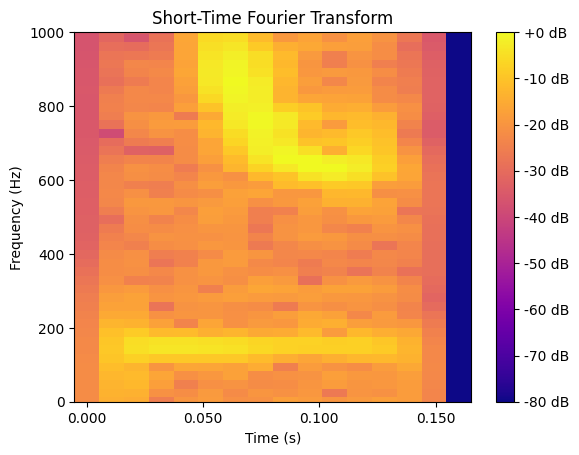 Short-Time Fourier Transform
1000
800
600
400
200
0
Frequency (Hz)
0.000
0.050
0.100
0.150
Time (s)
+0 dB
-10 dB
-20 dB
-30 dB
-40 dB
-50 dB
-60 dB
-70 dB
-80 dB